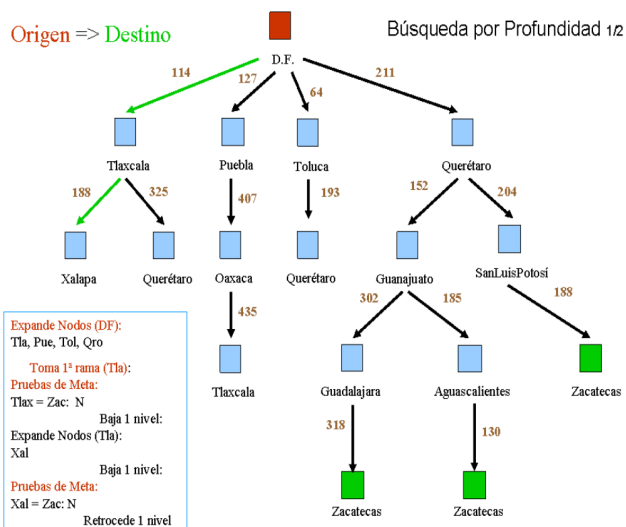 Origen => Destino
Búsqueda por Profundidad 1/2
D.F.
114
127
64
211
Tlaxcala
Puebla
Toluca
Querétaro
188
325
407
193
152
204
Xalapa
Querétaro
Oaxaca
Querétaro
Guanajuato
SanLuisPotosí
435
302
185
188
Tlaxcala
Guadalajara
Aguascalientes
Zacatecas
318
130
Zacatecas
Zacatecas
Expande Nodos (DF):
Tla, Pue, Tol, Qro
Toma 1ª rama (Tla):
Pruebas de Meta:
Tlax = Zac: N
Baja 1 nivel:
Expande Nodos (Tla):
Xal
Baja 1 nivel:
Pruebas de Meta:
Xal = Zac: N
Retrocede 1 nivel